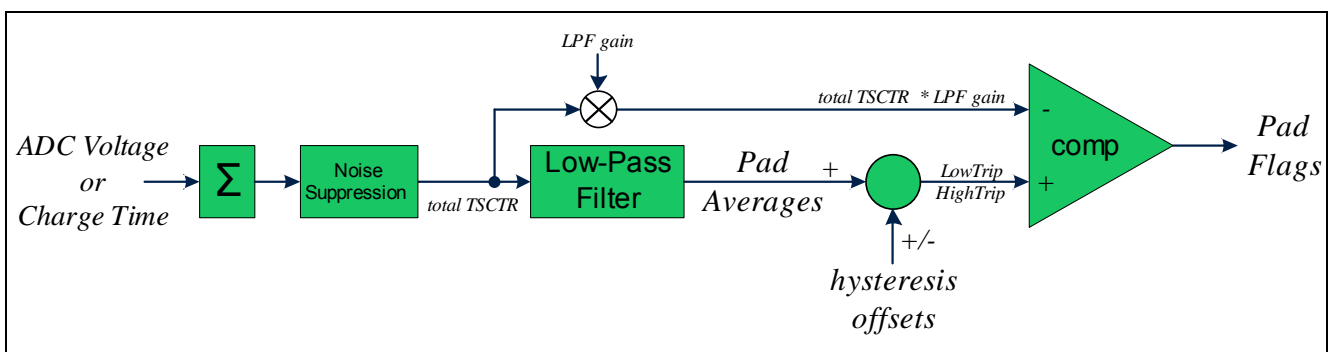 LPF gain
ADC Voltage
or
Charge Time
Σ
Noise
Suppression
total TSCTR
Low-Pass
Filter
total TSCTR * LPF gain
Pad
Averages
+
LowTrip
HighTrip
+/-
hysteresis
offsets
-
comp
+
Pad
Flags